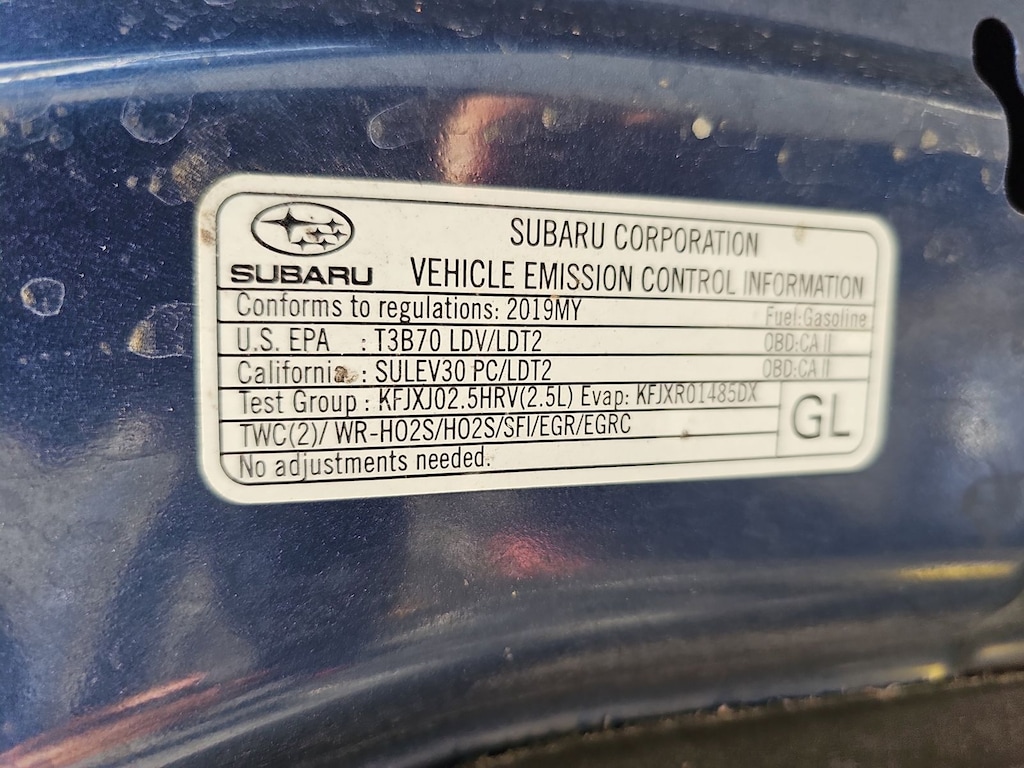 SUBARU CORPORATION
SUBARU VEHICLE EMISSION CONTROL INFORMATION
Conforms to regulations: 2019MY Fuel:Gasoline
U.S. EPA : T3B70 LDV/LDT2 OBD:CA II
California : SULEV30 PC/LDT2 OBD:CA II
Test Group : KFJXJ02.5HRV(2.5L) Evap: KFJXR01485DX
TWC(2)/ WR-HO2S/HO2S/SFI/EGR/EGRC
GL
No adjustments needed.